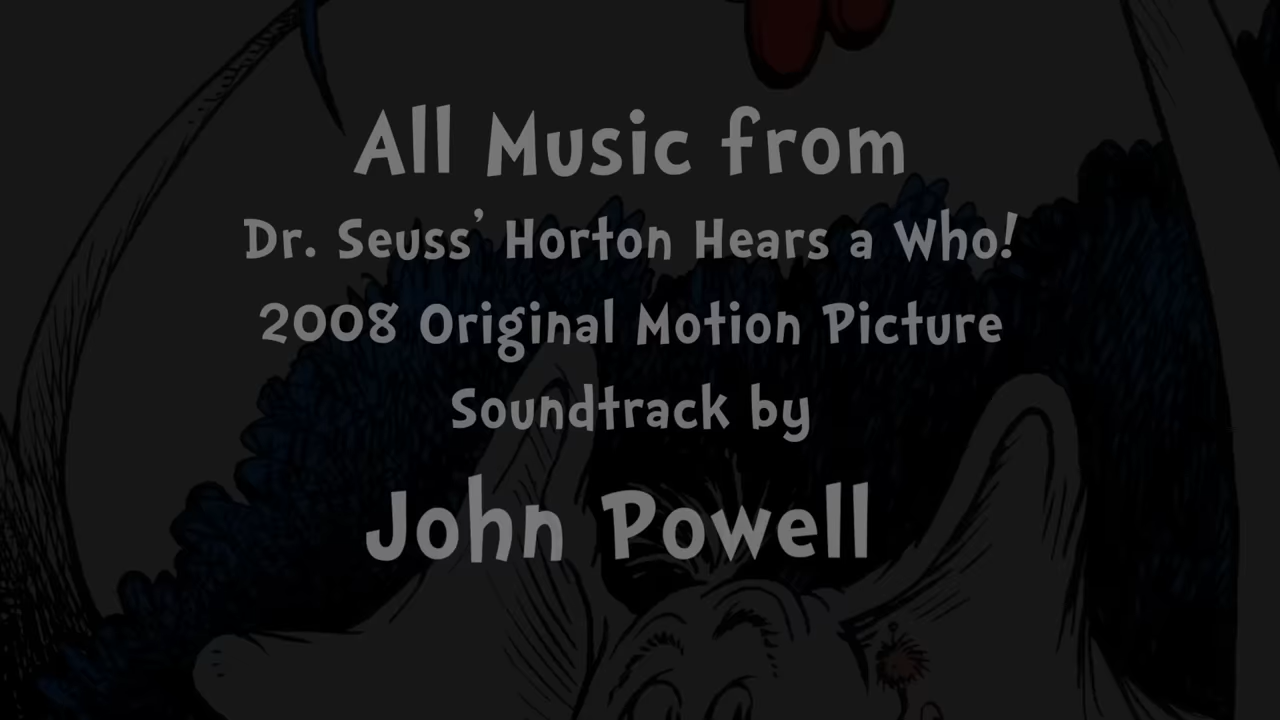 All Music from
Dr. Seuss’ Horton Hears a Who!
2008 Original Motion Picture
Soundtrack by
John Powell